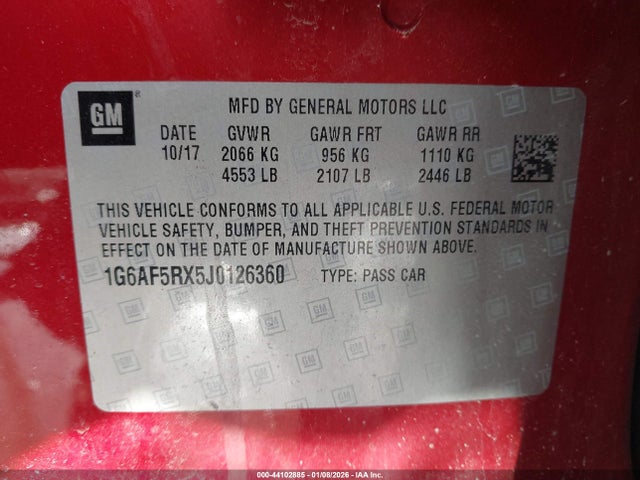 GM
MFD BY GENERAL MOTORS LLC
DATE GVWR GAWR FRT GAWR RR
10/17 2066 KG 956 KG 1110 KG
4553 LB 2107 LB 2446 LB
THIS VEHICLE CONFORMS TO ALL APPLICABLE U.S. FEDERAL MOTOR
VEHICLE SAFETY, BUMPER, AND THEFT PREVENTION STANDARDS IN
EFFECT ON THE DATE OF MANUFACTURE SHOWN ABOVE.
1G6AF5RX5J0126360 TYPE: PASS CAR
000-44102885 - 01/08/2026 - IAA Inc.